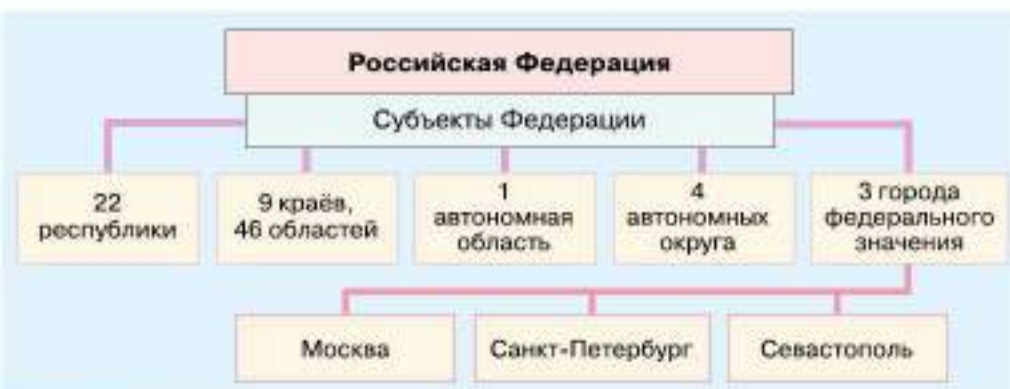 Российская Федерация
Субъекты Федерации
22
республики
9 краёв,
46 областей
1
автономная
область
4
автономных
округа
3 города
федерального
значения
Москва
Санкт-Петербург
Севастополь